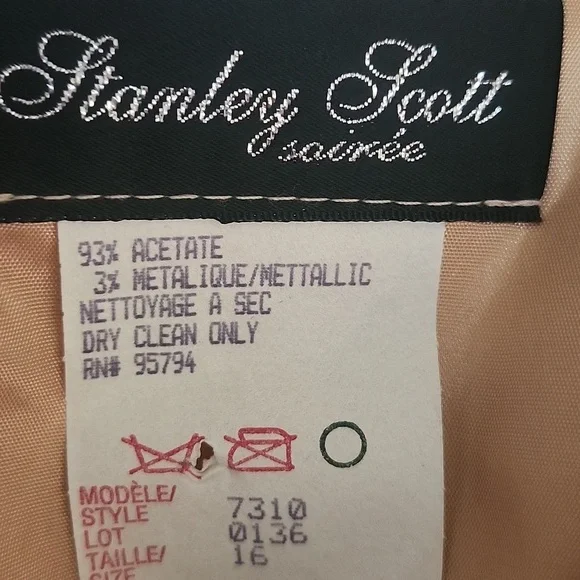 Stanley Scott
soirée
93% ACETATE
3% METALIQUE/METTALLIC
NETTOYAGE A SEC
DRY CLEAN ONLY
RN# 95794
MODÈLE/
STYLE 7310
LOT 0136
TAILLE/ 16
SIZE